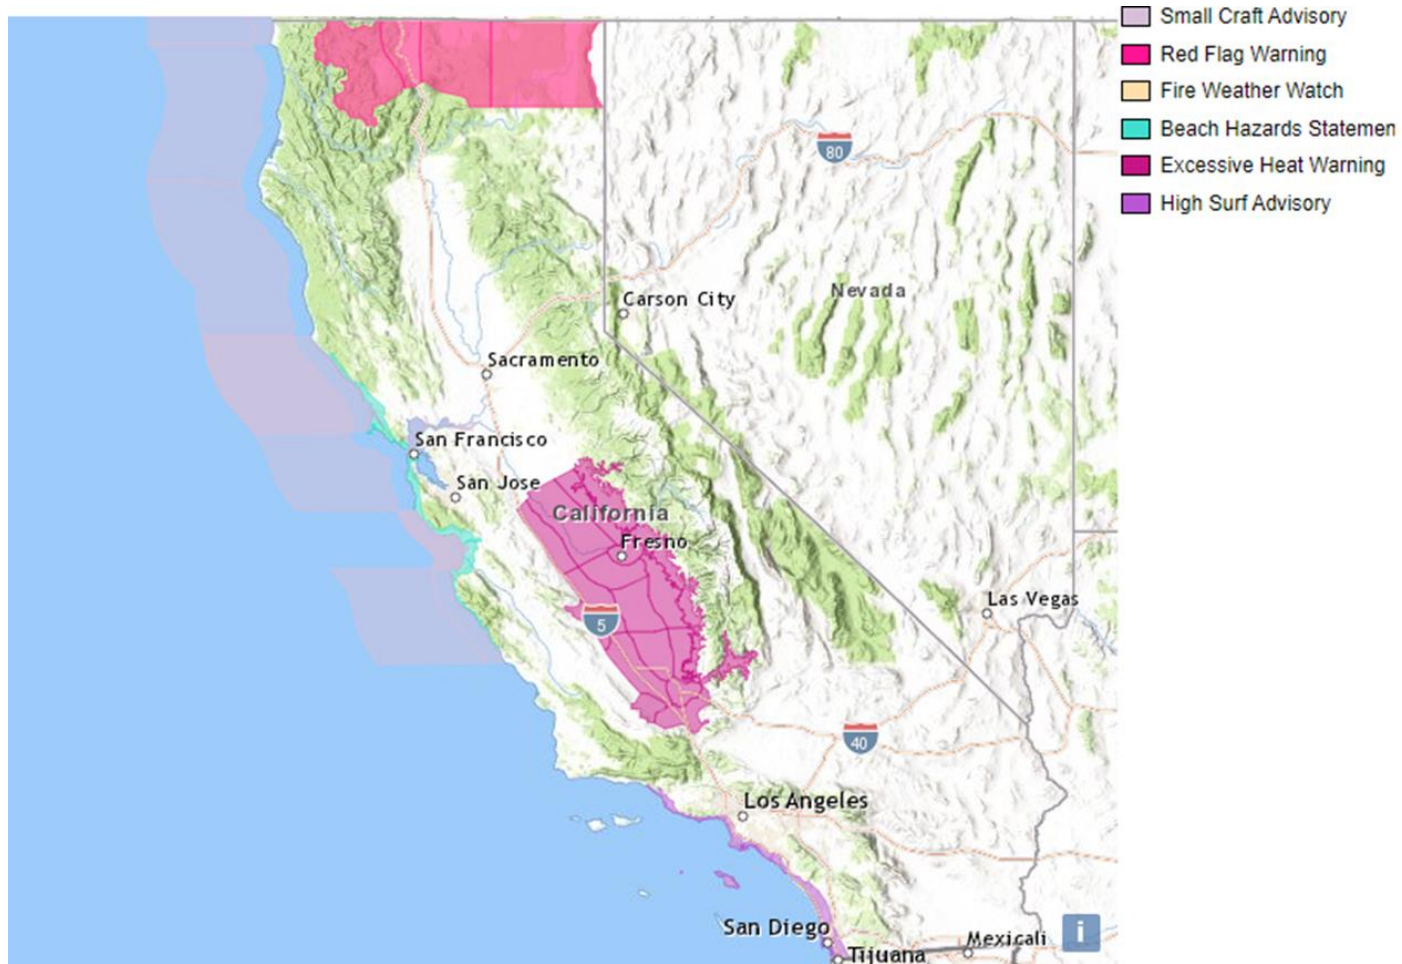 Small Craft Advisory
Red Flag Warning
Fire Weather Watch
Beach Hazards Statemen
Excessive Heat Warning
High Surf Advisory
80
Nevada
Carson City
Sacramento
San Francisco
San Jose
California
Fresno
Las Vegas
5
40
Los Angeles
San Diego
Mexicali
Tijuana
i